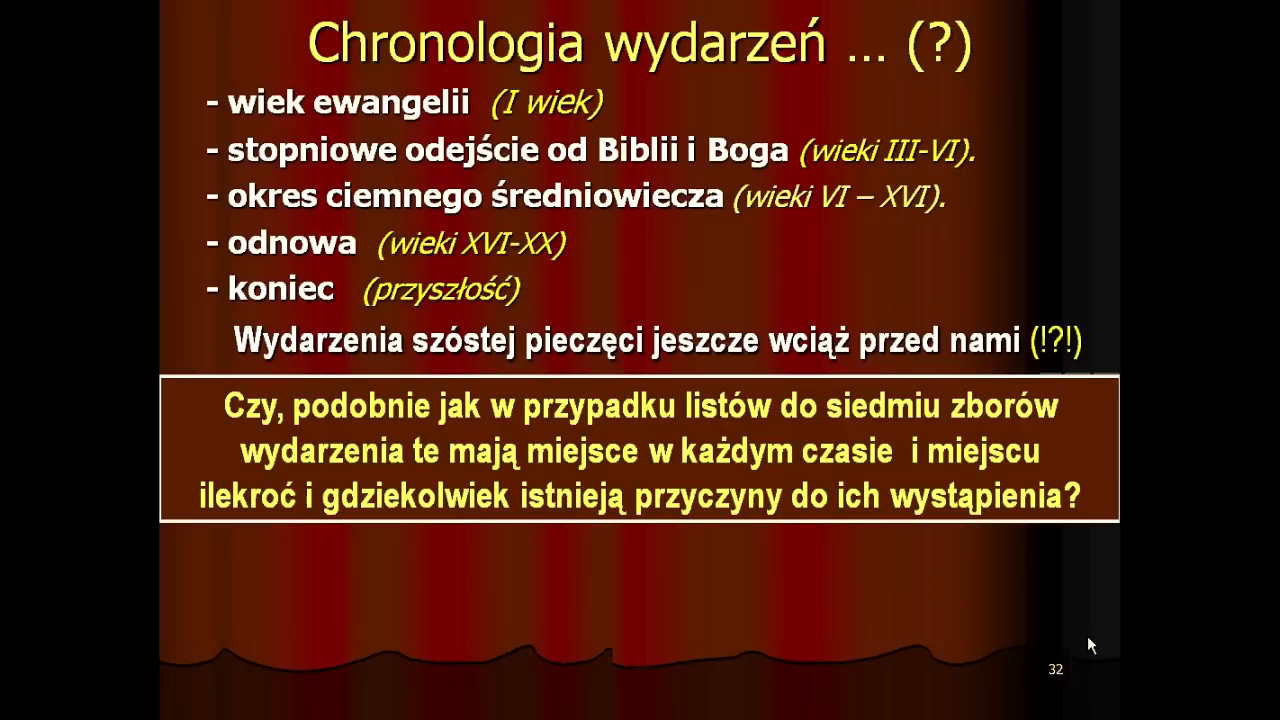 Chronologia wydarzeń ... (?)
- wiek ewangelii (I wiek)
- stopniowe odejście od Biblii i Boga (wieki III-VI).
- okres ciemnego średniowiecza (wieki VI – XVI).
- odnowa (wieki XVI-XX)
- koniec (przyszłość)
Wydarzenia szóstej pieczęci jeszcze wciąż przed nami (!?!)
Czy, podobnie jak w przypadku listów do siedmiu zborów
wydarzenia te mają miejsce w każdym czasie i miejscu
ilekroć i gdziekolwiek istnieją przyczyny do ich wystąpienia?
32